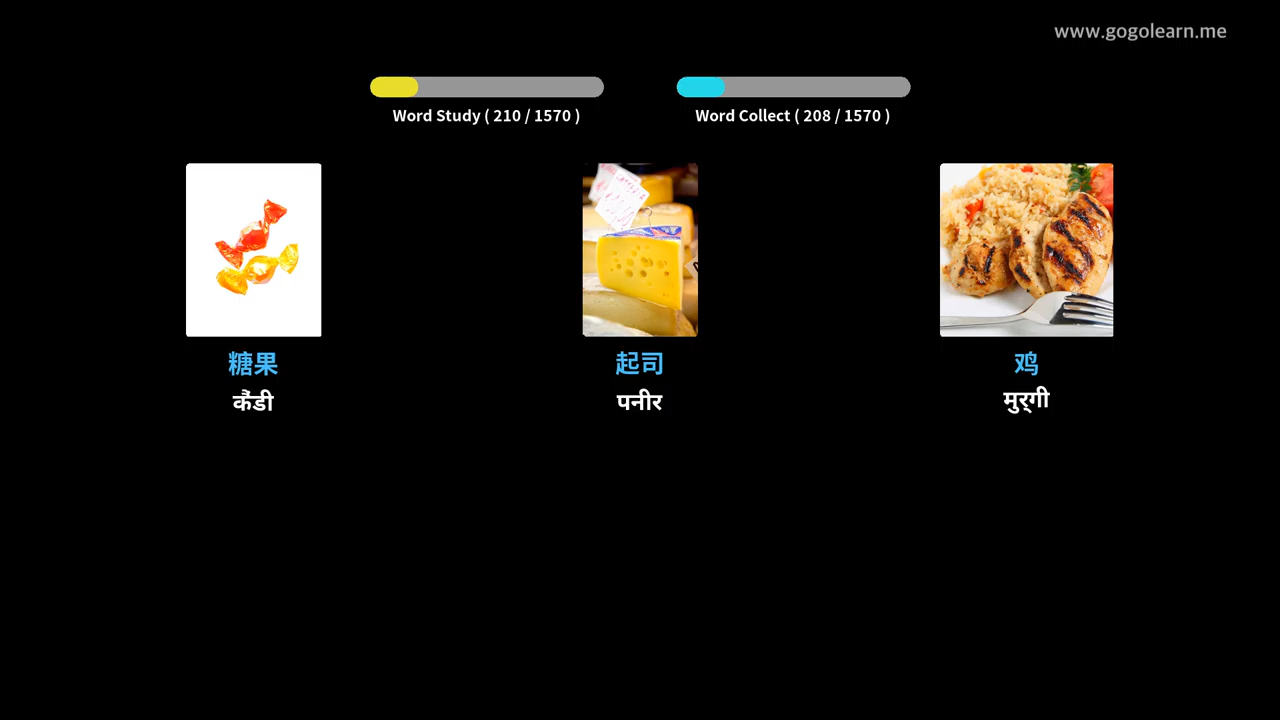 www.gogolearn.me
Word Study ( 210 / 1570 )
Word Collect ( 208 / 1570 )
糖果
起司
鸡
कैंडी
पनीर
मुर्गी